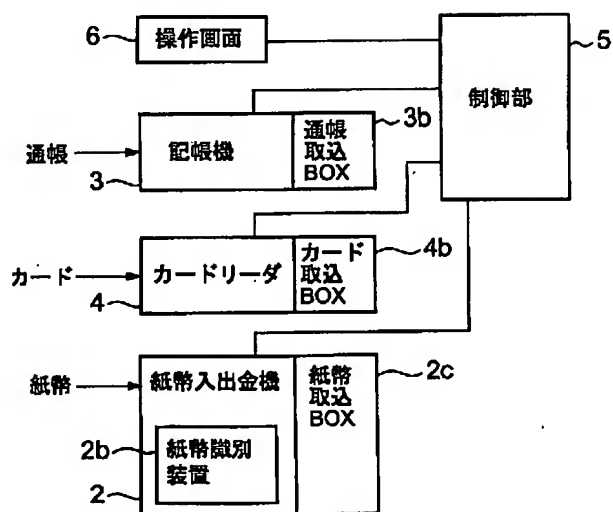 6
操作画面
5
制御部
通帳
記帳機
3
通帳
取込
BOX
3b
カード
カードリーダ
4
カード
取込
BOX
4b
紙幣
紙幣入出金機
2b
紙幣識別
装置
2
紙幣
取込
BOX
2c